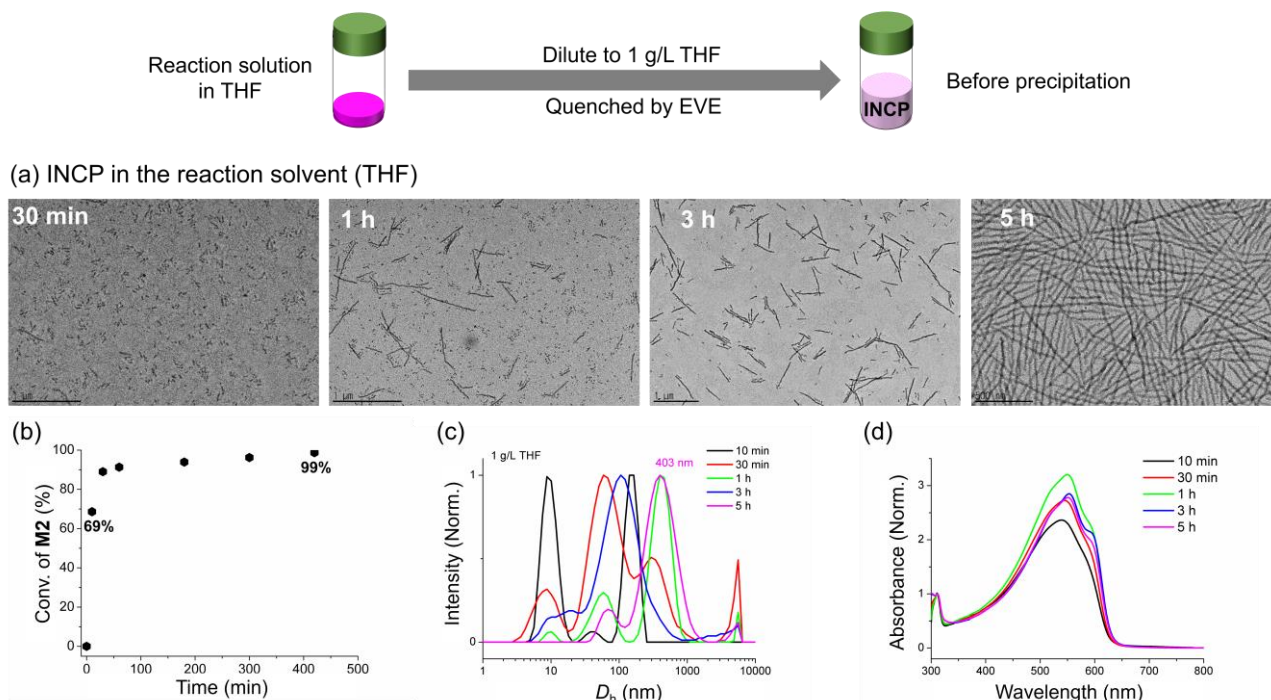 Reaction solution
in THF
Dilute to 1 g/L THF
Quenched by EVE
INCP
Before precipitation
(a) INCP in the reaction solvent (THF)
30 min
1 h
3 h
5 h
1 µm
1 µm
1 µm
(b)
Conv. of M2 (%)
100
80
60
40
20
0
69%
99%
0
100
200
300
400
500
Time (min)
(c)
1 g/L THF
403 nm
10 min
30 min
1 h
3 h
5 h
Intensity (Norm.)
1
0
1
10
100
1000
10000
Dh (nm)
(d)
10 min
30 min
1 h
3 h
5 h
Absorbance (Norm.)
3
2
1
0
300
400
500
600
700
800
Wavelength (nm)